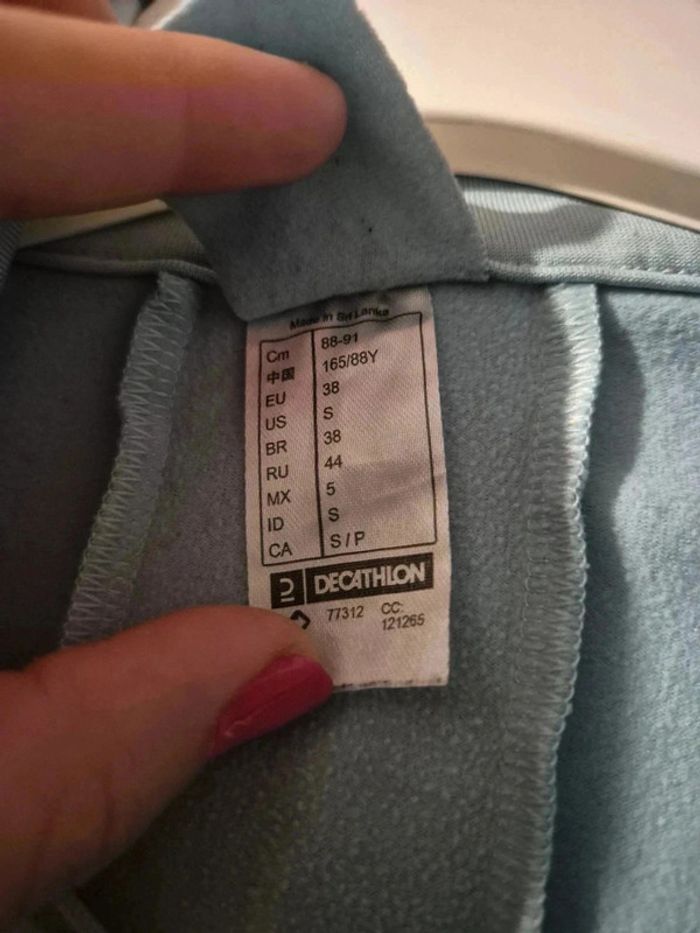 Made in Sri Lanka
Cm 88-91
中国 165/88Y
EU 38
US S
BR 38
RU 44
MX 5
ID S
CA S / P
DECATHLON
77312 CC:
121265